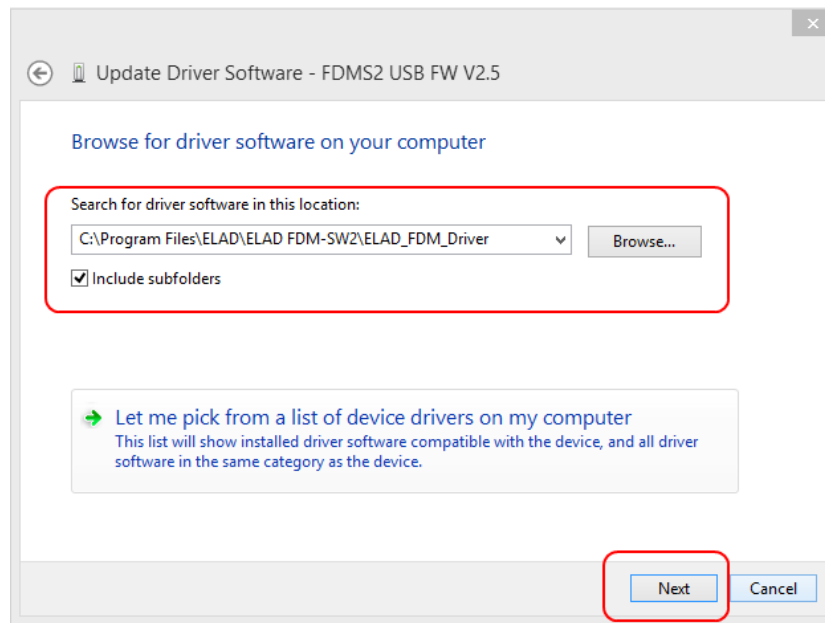 Update Driver Software - FDMS2 USB FW V2.5
Browse for driver software on your computer
Search for driver software in this location:
C:\Program Files\ELAD\ELAD FDM-SW2\ELAD_FDM_Driver
Browse...
Include subfolders
Let me pick from a list of device drivers on my computer
This list will show installed driver software compatible with the device, and all driver
software in the same category as the device.
Next
Cancel